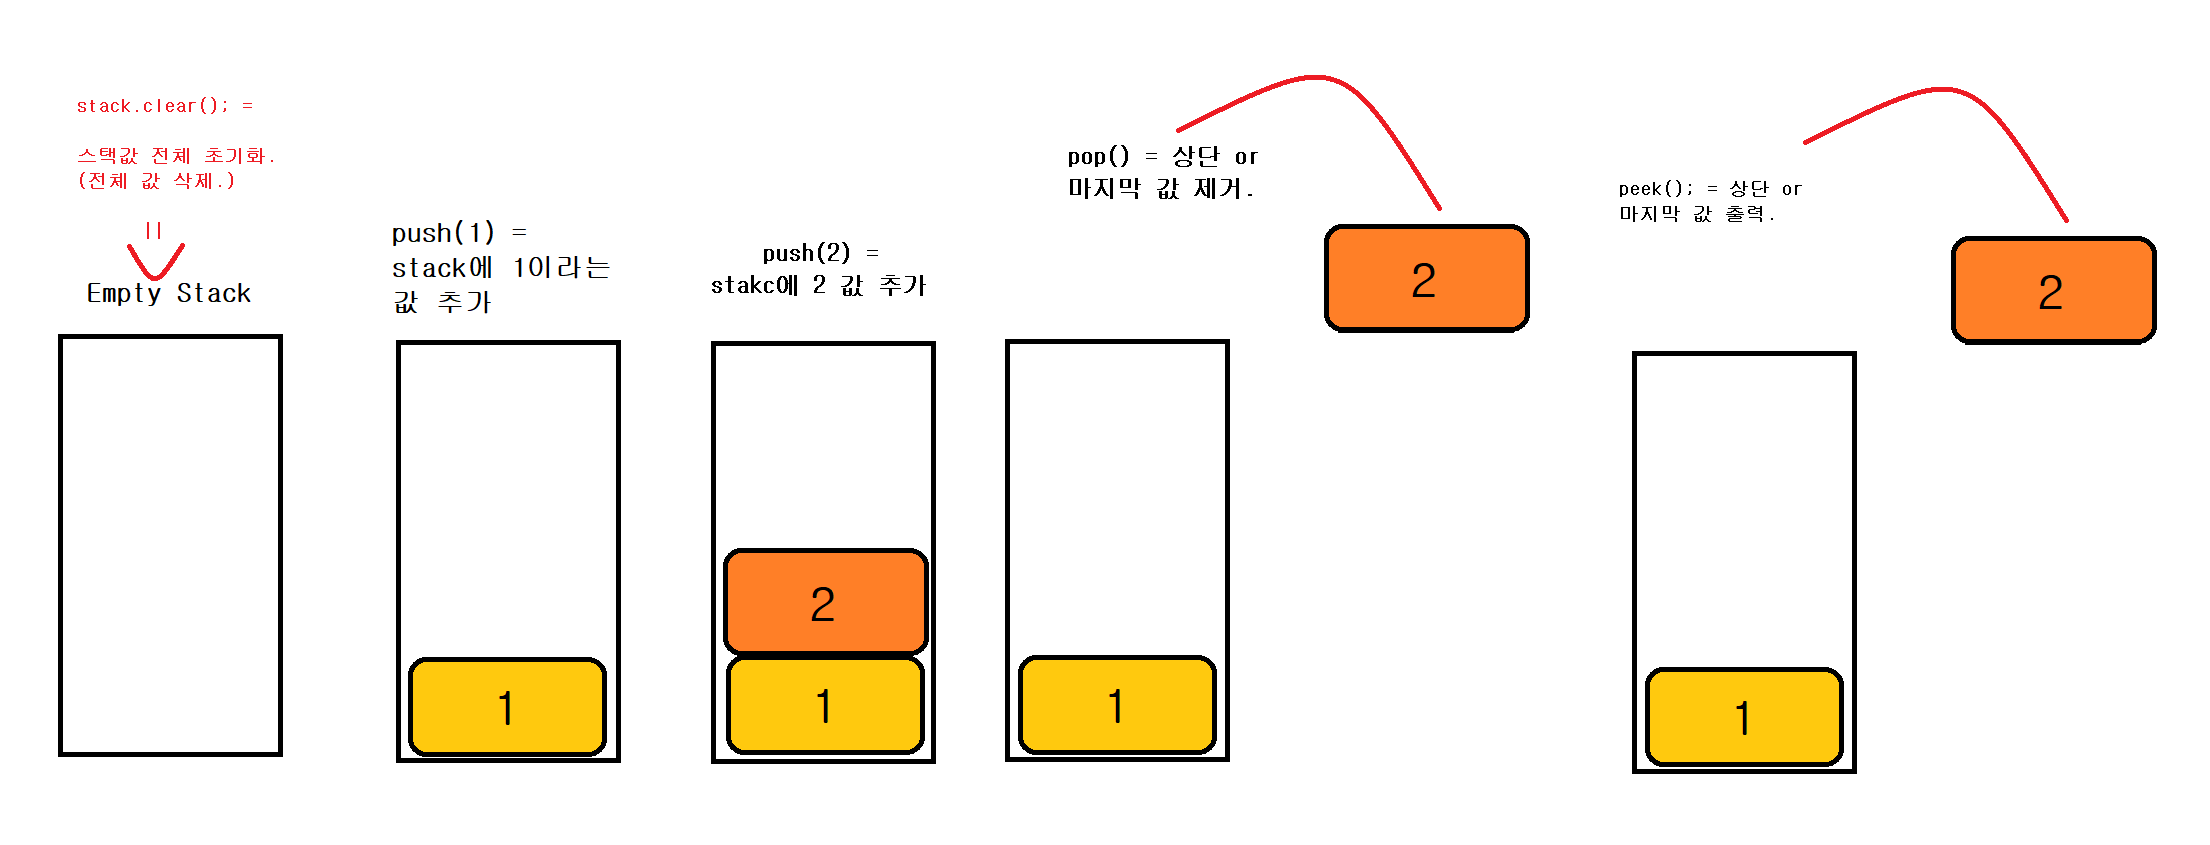 stack.clear(); =
스택값 전체 초기화.
(전체 값 삭제.)
||
Empty Stack
push(1) =
stack에 1이라는
값 추가
1
push(2) =
stakc에 2 값 추가
2
1
pop() = 상단 or
마지막 값 제거.
2
1
peek(); = 상단 or
마지막 값 출력.
2
1